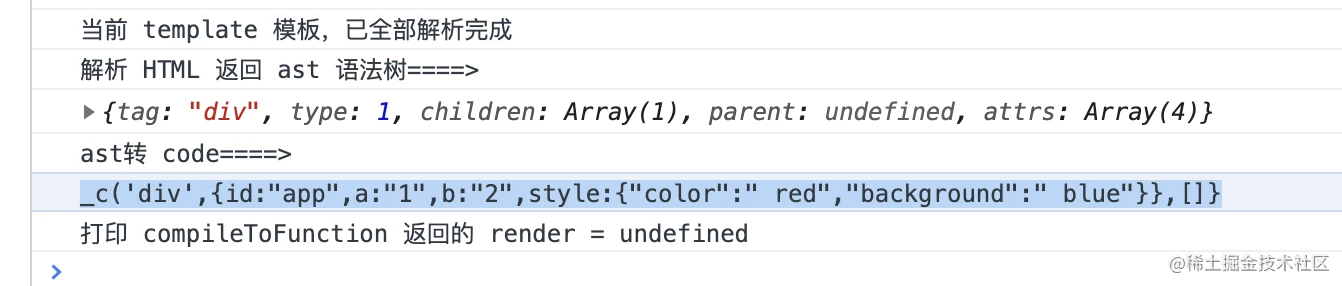 当前 template 模板，已全部解析完成
解析 HTML 返回 ast 语法树====>
▶{tag: "div", type: 1, children: Array(1), parent: undefined, attrs: Array(4)}
ast转 code====>
_c('div',{id:"app",a:"1",b:"2",style:{"color":" red","background":" blue"}},[]}
打印 compileToFunction 返回的 render = undefined
>
@稀土掘金技术社区